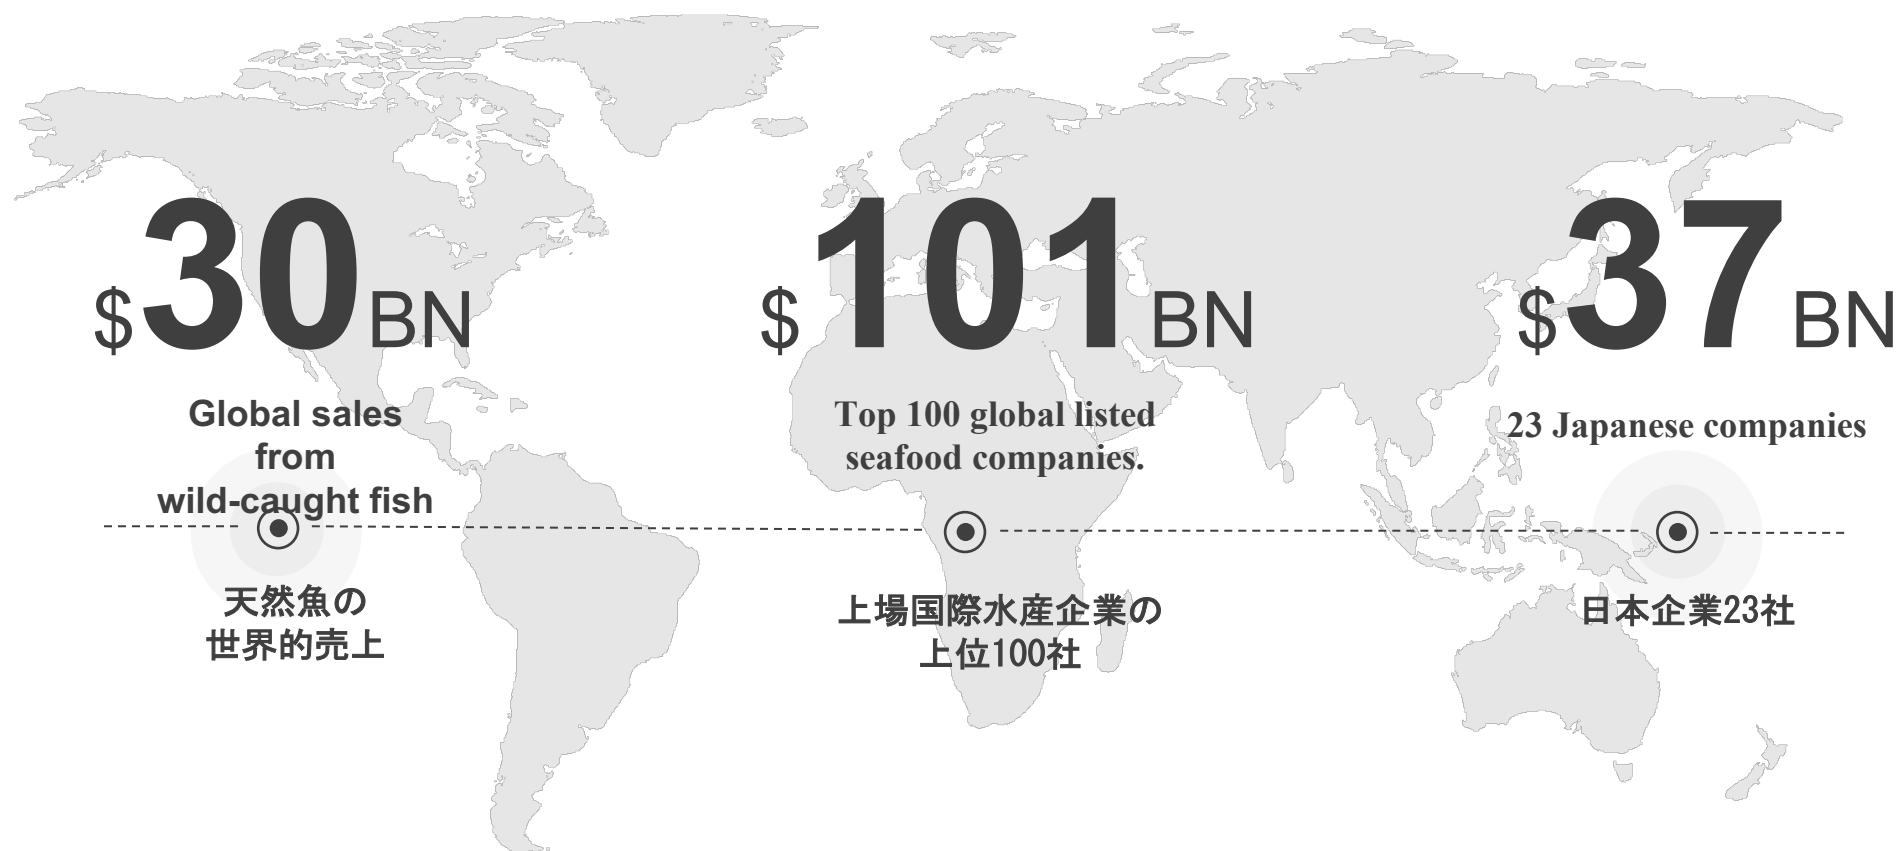 $30BN
Global sales
from
wild-caught fish
天然魚の
世界的売上
$101BN
Top 100 global listed
seafood companies.
上場国際水産企業の
上位100社
$37BN
23 Japanese companies
日本企業23社